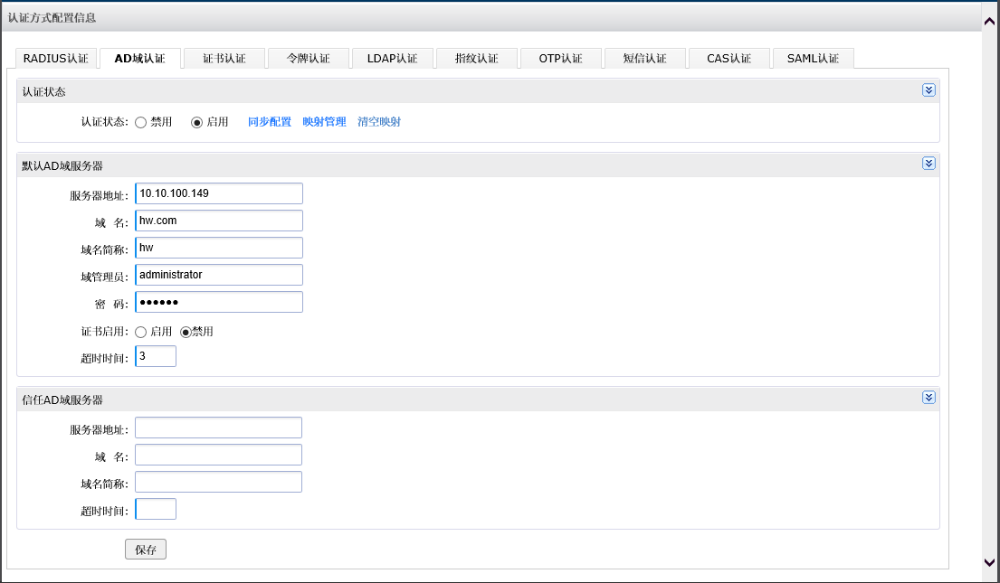 认证方式配置信息
RADIUS认证 AD域认证 证书认证 令牌认证 LDAP认证 指纹认证 OTP认证 短信认证 CAS认证 SAML认证
认证状态
认证状态: 禁用 启用 同步配置 映射管理 清空映射
默认AD域服务器
服务器地址: 10.10.100.149
域 名: hw.com
域名简称: hw
域管理员: administrator
密 码: ●●●●●●
证书启用: 启用 禁用
超时时间: 3
信任AD域服务器
服务器地址:
域 名:
域名简称:
超时时间:
保存